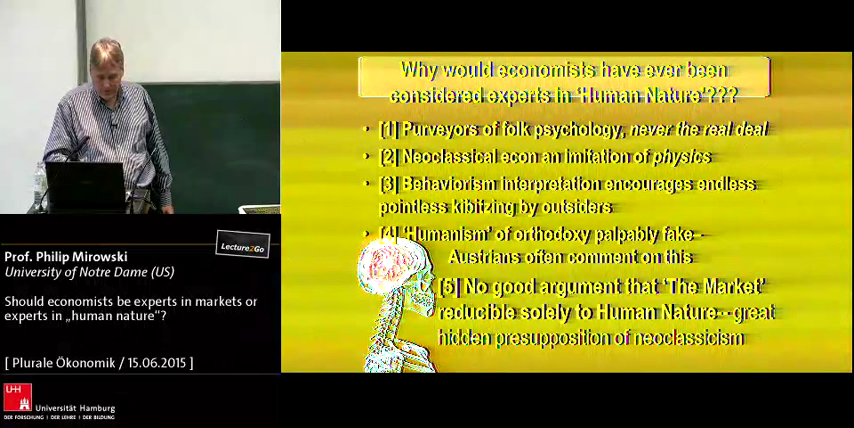 Why would economists have ever been
considered experts in 'Human Nature'???
• [1] Purveyors of folk psychology, never the real deal
• [2] Neoclassical econ an imitation of physics
• [3] Behaviorism interpretation encourages endless
pointless kibitzing by outsiders
• [4] 'Humanism' of orthodoxy palpably fake--
Austrians often comment on this
[5] No good argument that 'The Market'
reducible solely to Human Nature--great
hidden presupposition of neoclassicism
Lecture2Go
Prof. Philip Mirowski
University of Notre Dame (US)
Should economists be experts in markets or
experts in „human nature“?
[ Plurale Ökonomik / 15.06.2015 ]
UHH
Universität Hamburg
DER FORSCHUNG | DER LEHRE | DER BILDUNG